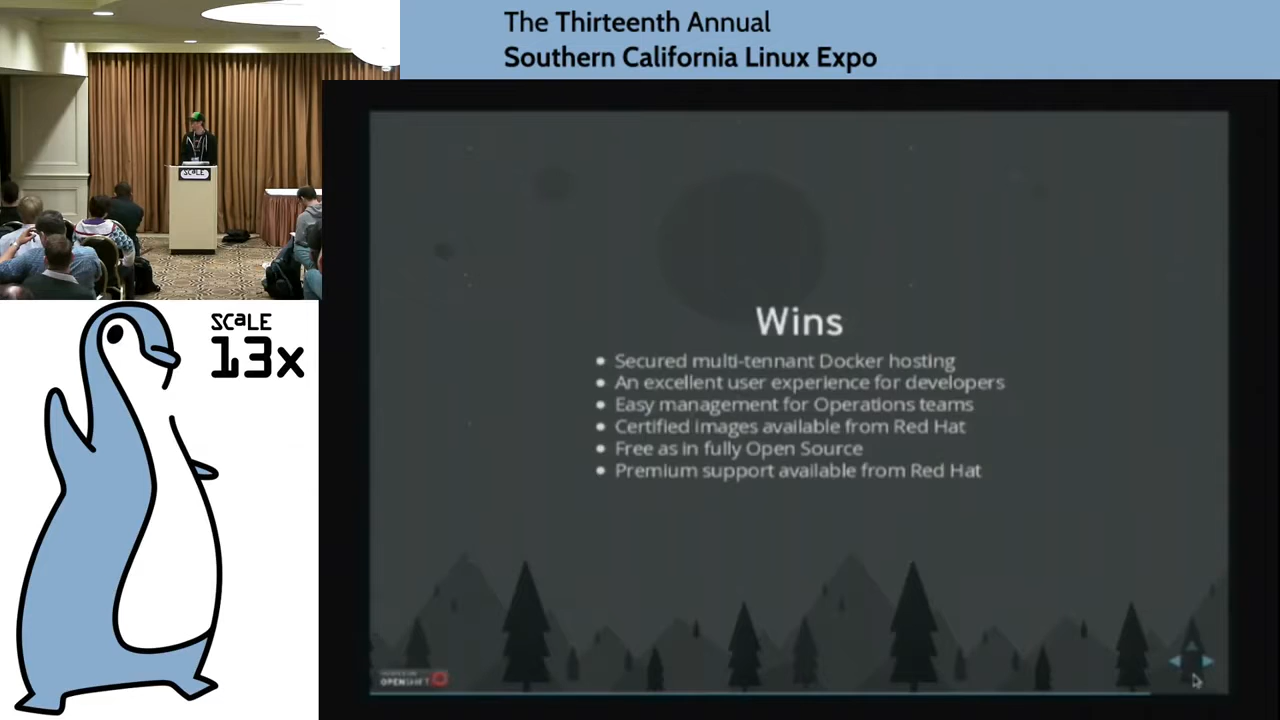 The Thirteenth Annual
Southern California Linux Expo
SCALE
SCaLE
13x
Wins
Secured multi-tennant Docker hosting
An excellent user experience for developers
Easy management for Operations teams
Certified images available from Red Hat
Free as in fully Open Source
Premium support available from Red Hat
OPENSHIFT